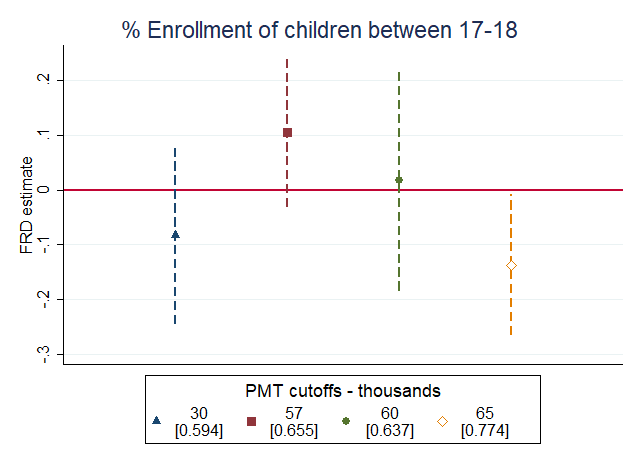 % Enrollment of children between 17-18
FRD estimate
.2
.1
0
-.1
-.2
-.3
PMT cutoffs - thousands
30 57 60 65
[0.594] [0.655] [0.637] [0.774]